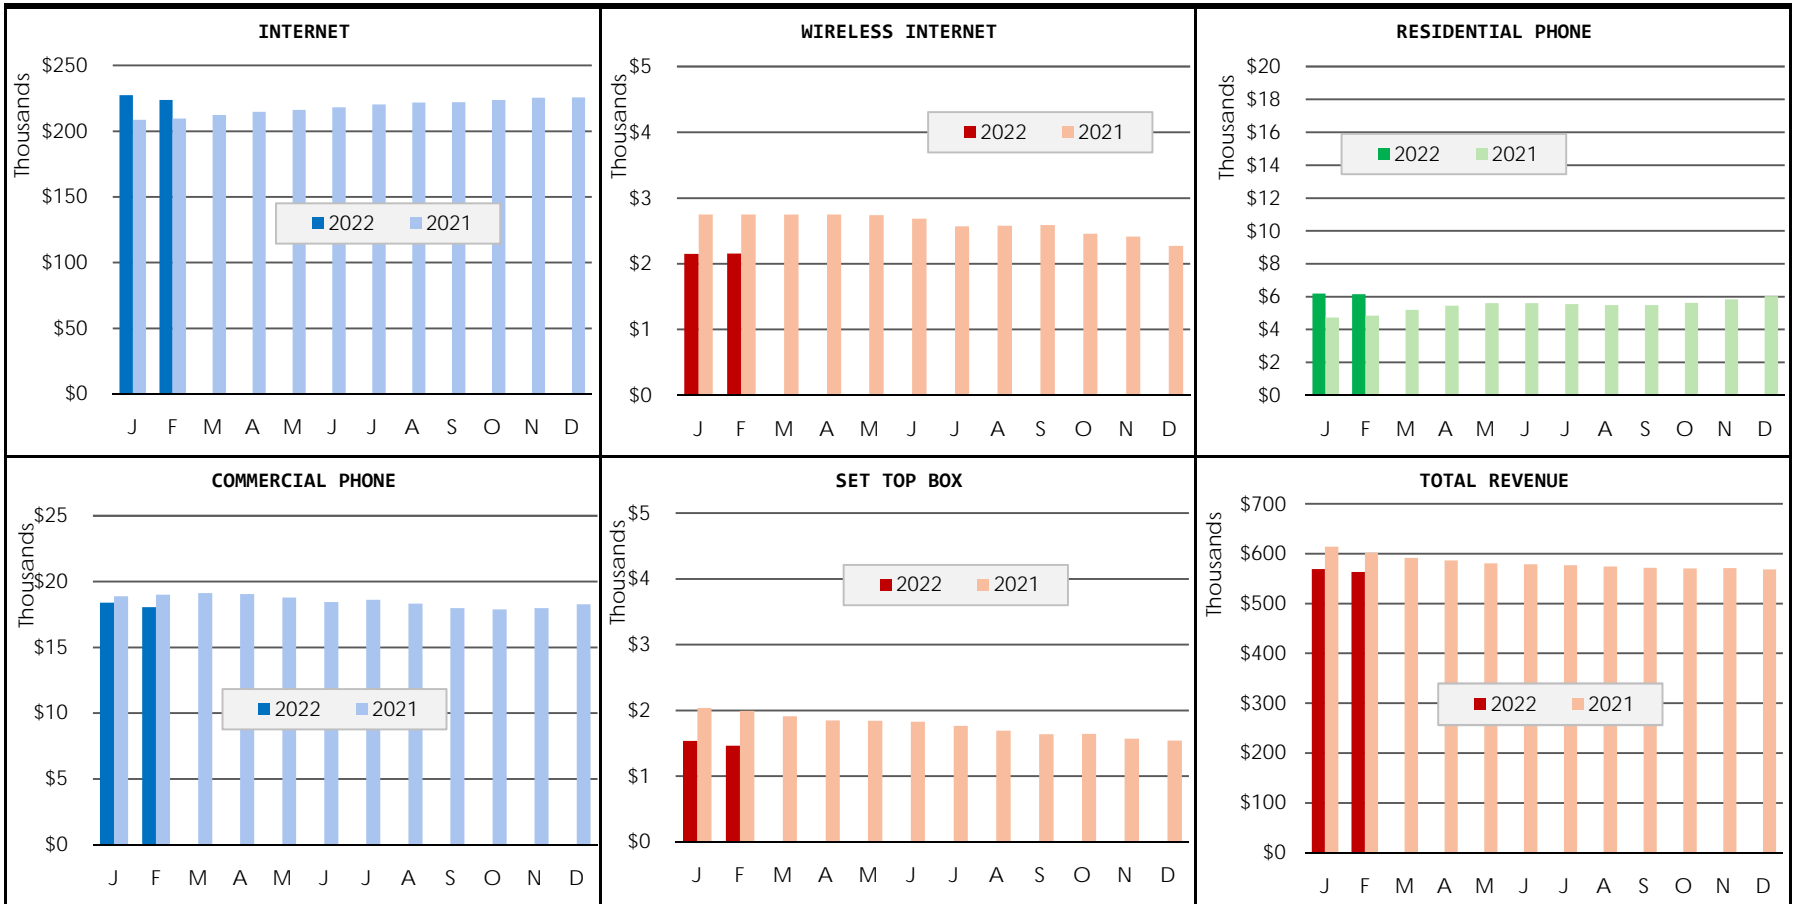 INTERNET
Thousands
$250
$200
$150
$100
$50
$0
2022 2021
J F M A M J J A S O N D
WIRELESS INTERNET
Thousands
$5
$4
$3
$2
$1
$0
2022 2021
J F M A M J J A S O N D
RESIDENTIAL PHONE
Thousands
$20
$18
$16
$14
$12
$10
$8
$6
$4
$2
$0
2022 2021
J F M A M J J A S O N D
COMMERCIAL PHONE
Thousands
$25
$20
$15
$10
$5
$0
2022 2021
J F M A M J J A S O N D
SET TOP BOX
Thousands
$5
$4
$3
$2
$1
$0
2022 2021
J F M A M J J A S O N D
TOTAL REVENUE
Thousands
$700
$600
$500
$400
$300
$200
$100
$0
2022 2021
J F M A M J J A S O N D